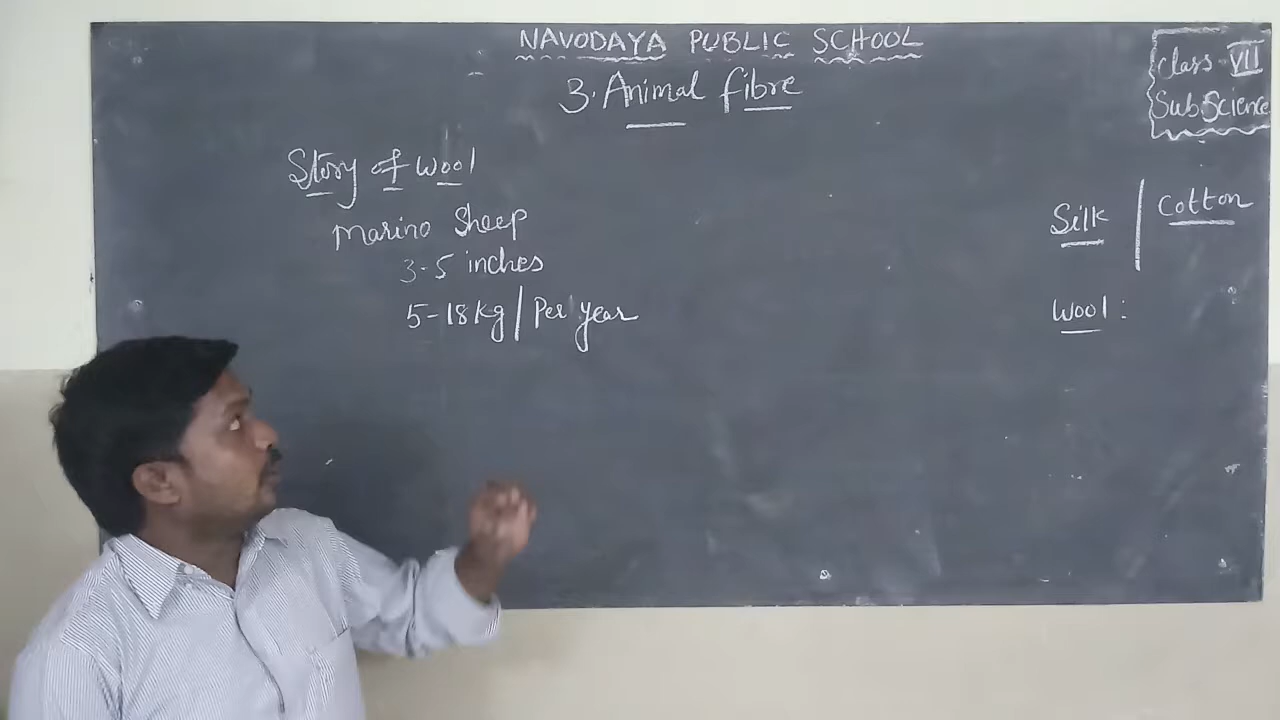 NAVODAYA PUBLIC SCHOOL
3. Animal fibre
Class - VII
Sub: Science
Story of Wool
Marino Sheep
3-5 inches
5-18 kg / Per year
Silk | Cotton
Wool :